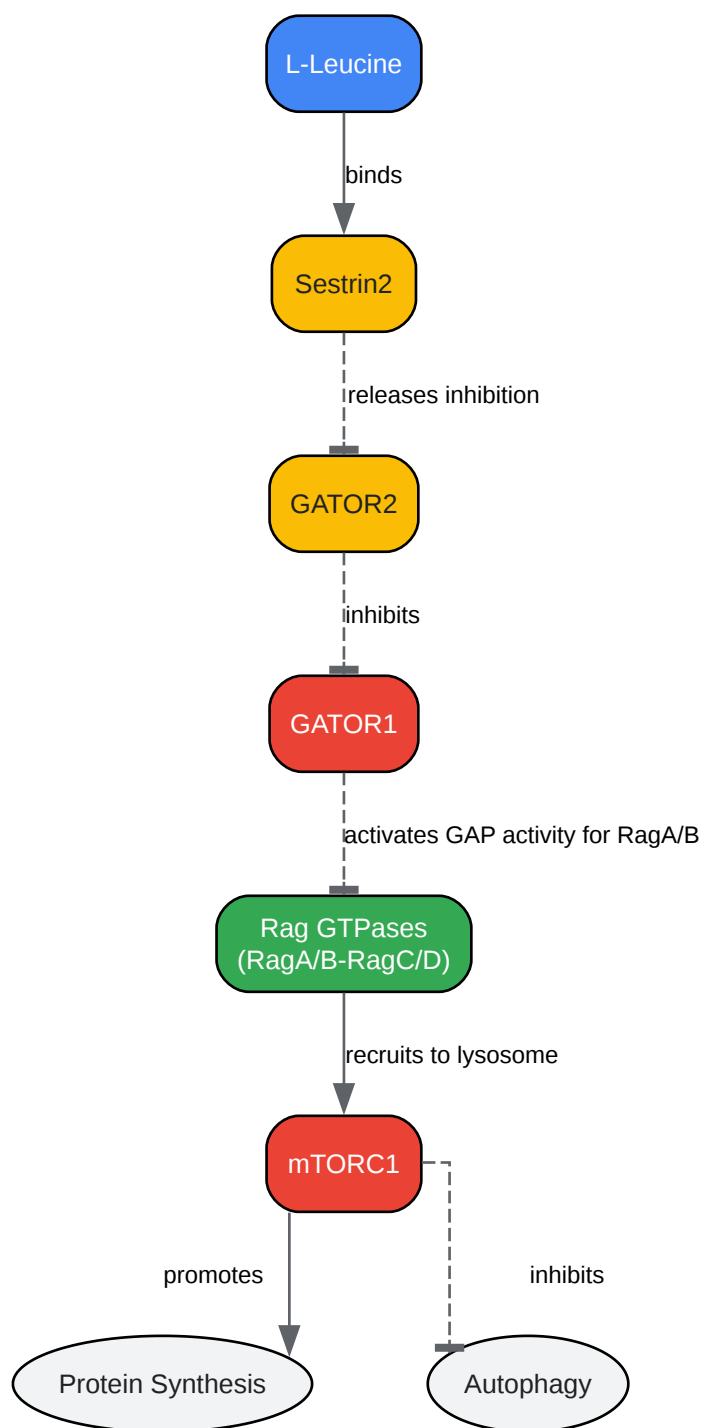 L-Leucine
binds
Sestrin2
releases inhibition
GATOR2
inhibits
GATOR1
activates GAP activity for RagA/B
Rag GTPases
(RagA/B-RagC/D)
recruits to lysosome
mTORC1
promotes
inhibits
Protein Synthesis
Autophagy